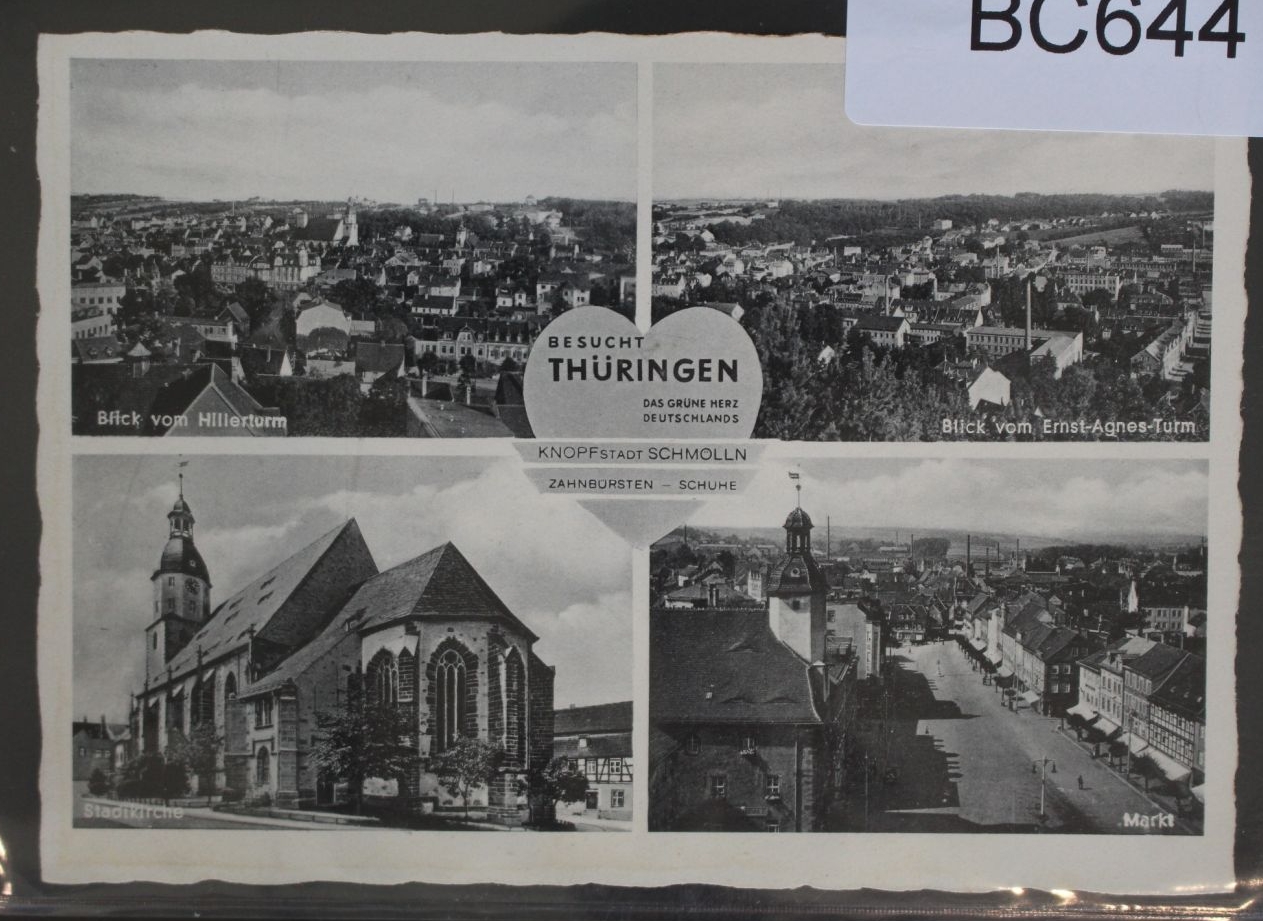 BC644
Blick vom Hillerturm
BESUCHT
THÜRINGEN
DAS GRÜNE HERZ
DEUTSCHLANDS
Blick vom Ernst-Agnes-Turm
KNOPFSTADT SCHMÖLLN
ZAHNBÜRSTEN – SCHUHE
Stadtkirche
Markt